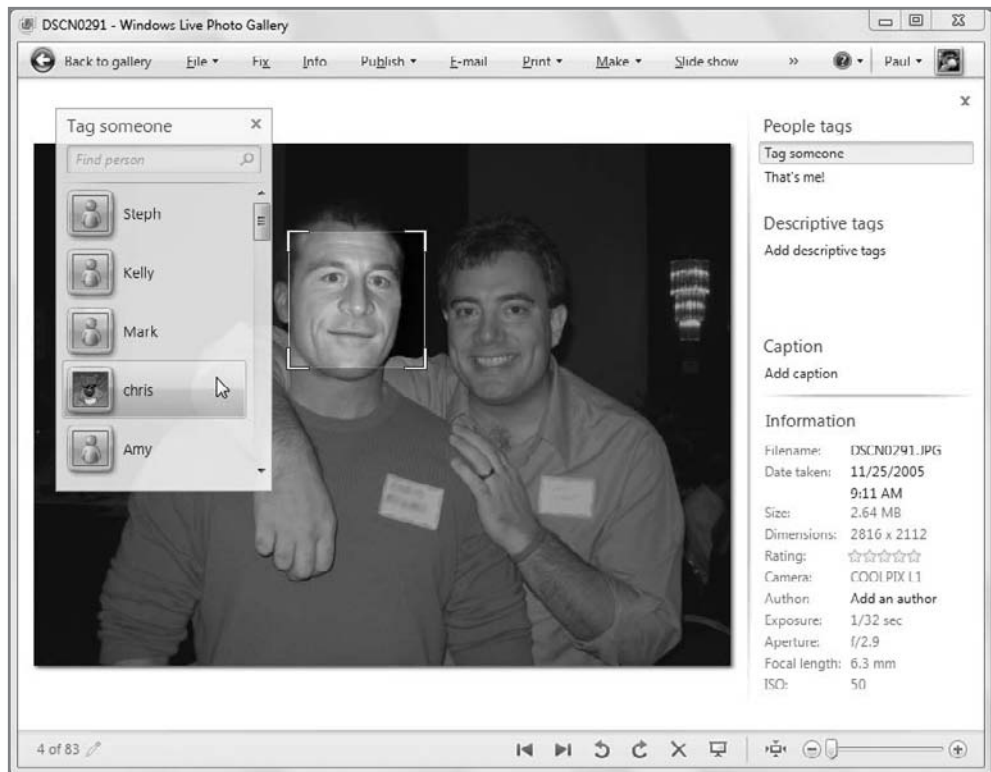 DSCN0291 - Windows Live Photo Gallery
Back to gallery File Fix Info Publish E-mail Print Make Slide show » Paul
Tag someone
Find person
Steph
Kelly
Mark
chris
Amy
People tags
Tag someone
That's me!
Descriptive tags
Add descriptive tags
Caption
Add caption
Information
Filename: DSCN0291.JPG
Date taken: 11/25/2005
9:11 AM
Size: 2.64 MB
Dimensions: 2816 x 2112
Rating:
Camera: COOLPIX L1
Author: Add an author
Exposure: 1/32 sec
Aperture: f/2.9
Focal length: 6.3 mm
ISO: 50
4 of 83